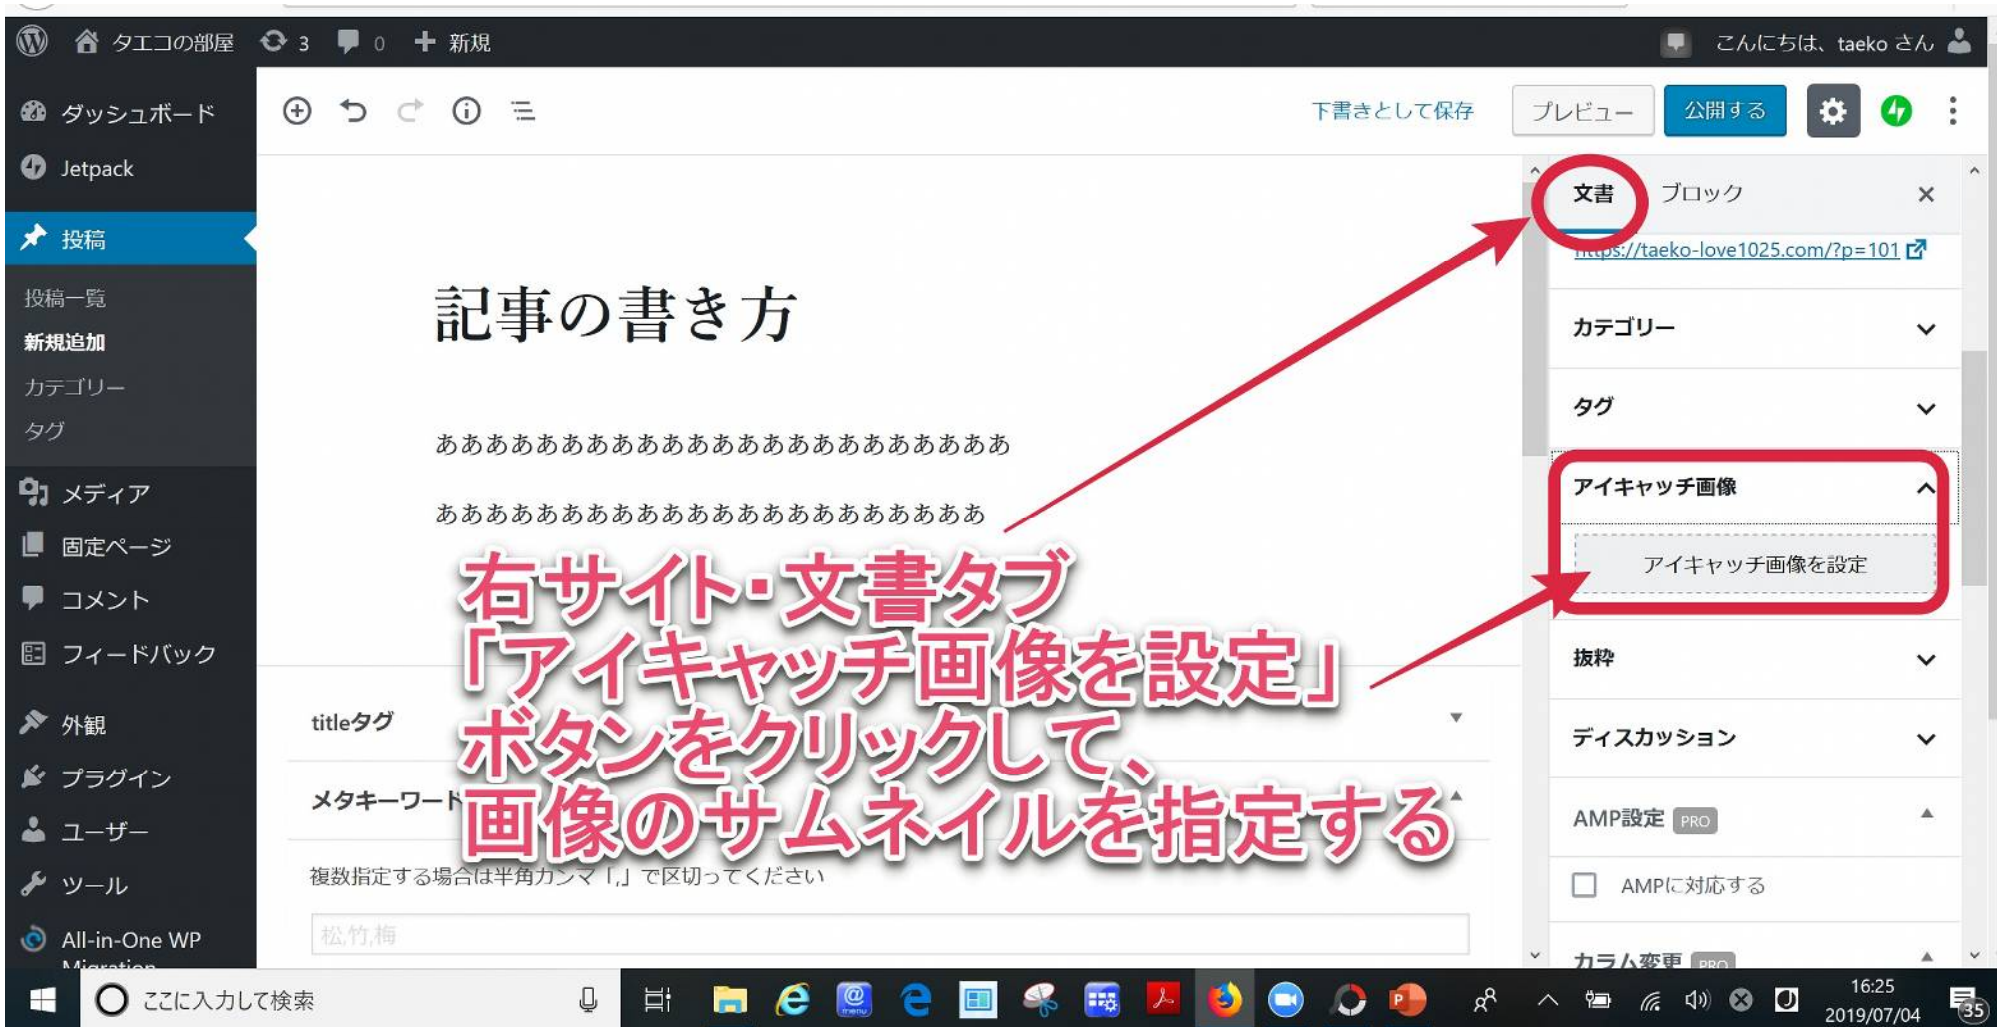 タエコの部屋 3 0 新規 こんにちは、taeko さん
ダッシュボード
Jetpack
投稿
投稿一覧
新規追加
カテゴリー
タグ
メディア
固定ページ
コメント
フィードバック
外観
プラグイン
ユーザー
ツール
All-in-One WP
Migration
下書きとして保存 プレビュー 公開する
記事の書き方
あああああああああああああああああああああああ
ああああああああああああああああああああああ
右サイト・文書タブ
「アイキャッチ画像を設定」
ボタンをクリックして、
画像のサムネイルを指定する
titleタグ
メタキーワード
複数指定する場合は半角カンマ「,」で区切ってください
松,竹,梅
文書 ブロック
https://taeko-love1025.com/?p=101
カテゴリー
タグ
アイキャッチ画像
アイキャッチ画像を設定
抜粋
ディスカッション
AMP設定 PRO
AMPに対応する
カラム変更 PRO
ここに入力して検索
16:25
2019/07/04
35